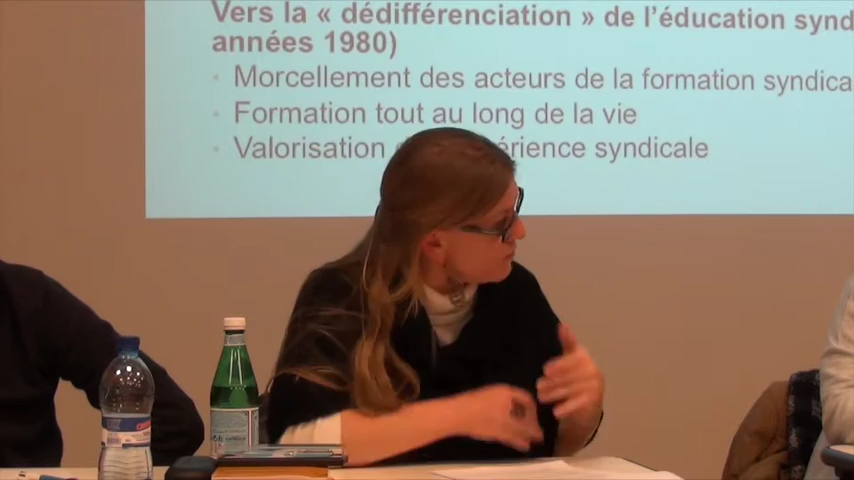 Vers la « dédifférenciation » de l'éducation synd
années 1980)
Morcellement des acteurs de la formation syndica
Formation tout au long de la vie
Valorisation érience syndicale